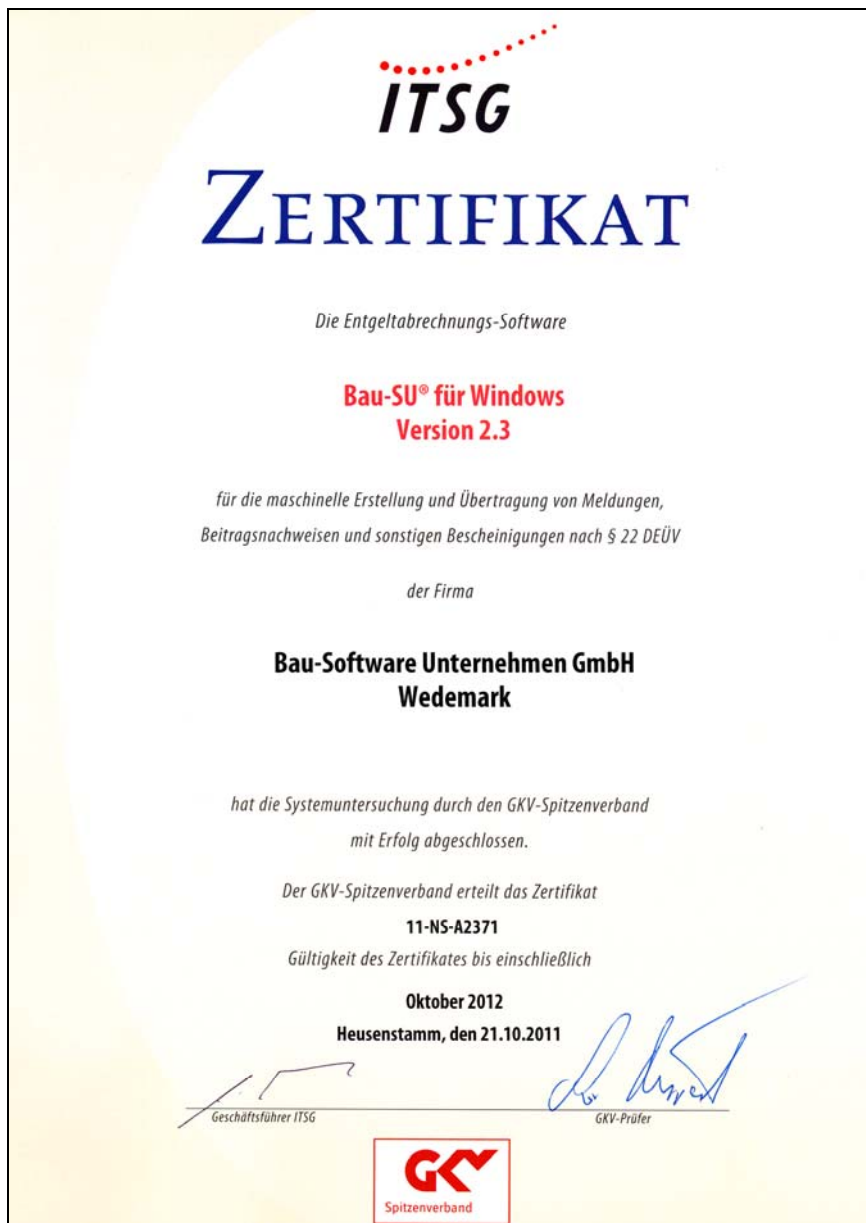 ITSG
ZERTIFIKAT
Die Entgeltabrechnungs-Software
Bau-SU® für Windows
Version 2.3
für die maschinelle Erstellung und Übertragung von Meldungen,
Beitragsnachweisen und sonstigen Bescheinigungen nach § 22 DEÜV
der Firma
Bau-Software Unternehmen GmbH
Wedemark
hat die Systemuntersuchung durch den GKV-Spitzenverband
mit Erfolg abgeschlossen.
Der GKV-Spitzenverband erteilt das Zertifikat
11-NS-A2371
Gültigkeit des Zertifikates bis einschließlich
Oktober 2012
Heusenstamm, den 21.10.2011
Geschäftsführer ITSG
GKV-Prüfer
GKV
Spitzenverband